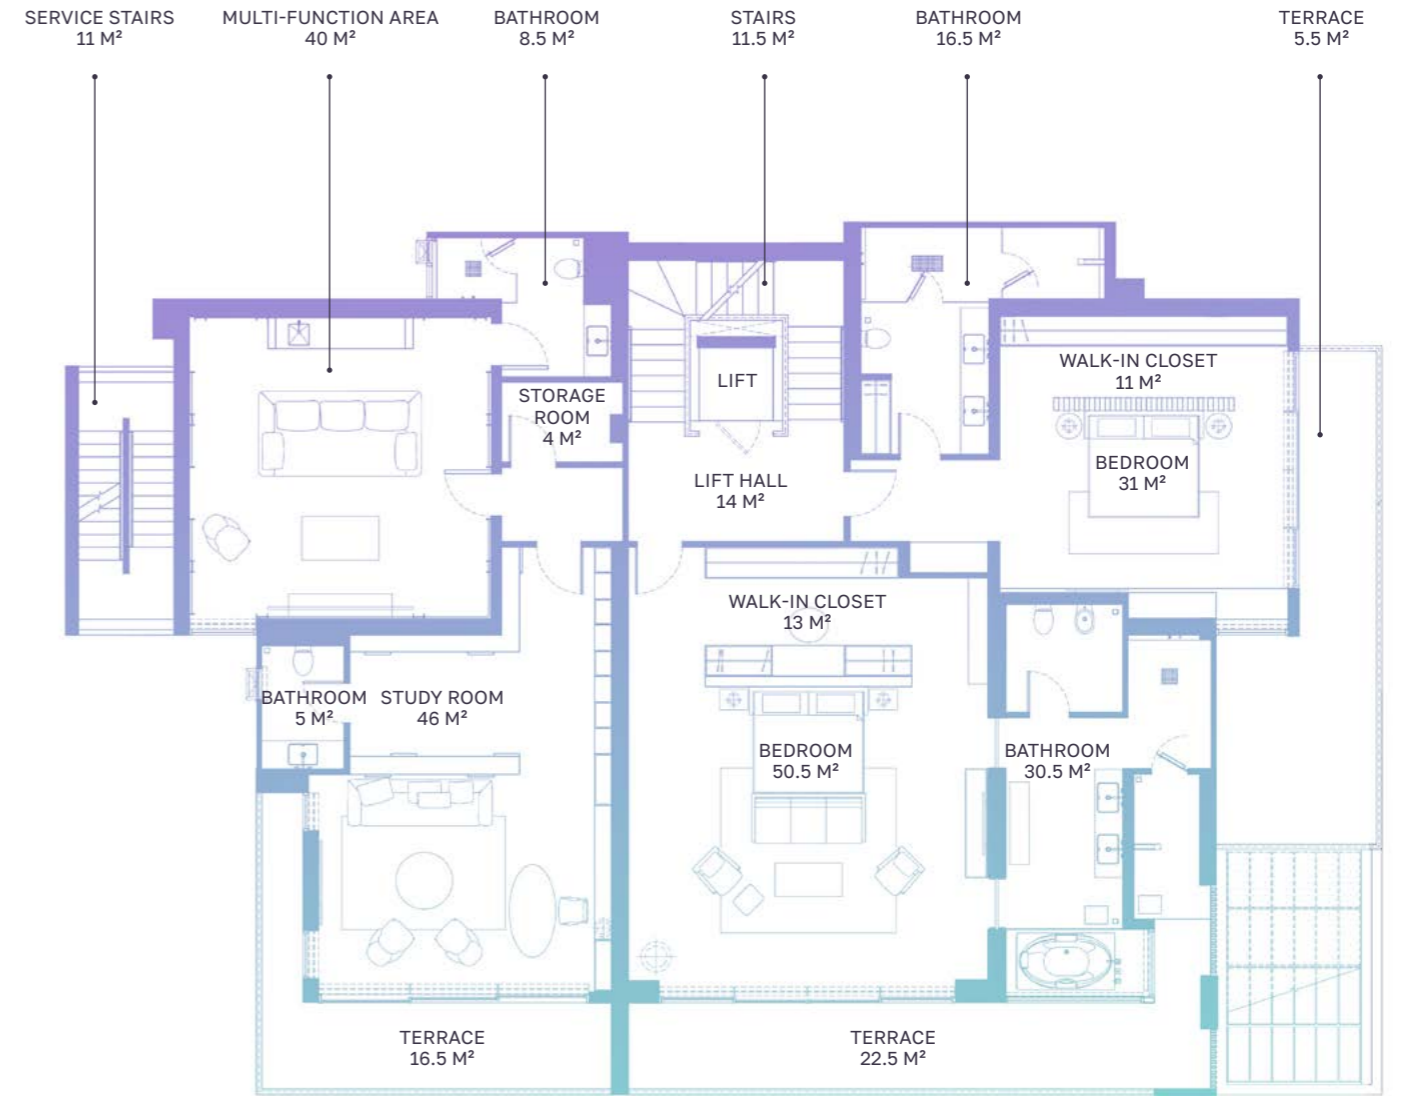 SERVICE STAIRS
11 M²
MULTI-FUNCTION AREA
40 M²
BATHROOM
8.5 M²
STAIRS
11.5 M²
BATHROOM
16.5 M²
TERRACE
5.5 M²
LIFT
WALK-IN CLOSET
11 M²
STORAGE
ROOM
4 M²
BEDROOM
31 M²
LIFT HALL
14 M²
WALK-IN CLOSET
13 M²
BATHROOM
5 M²
STUDY ROOM
46 M²
BEDROOM
50.5 M²
BATHROOM
30.5 M²
TERRACE
16.5 M²
TERRACE
22.5 M²